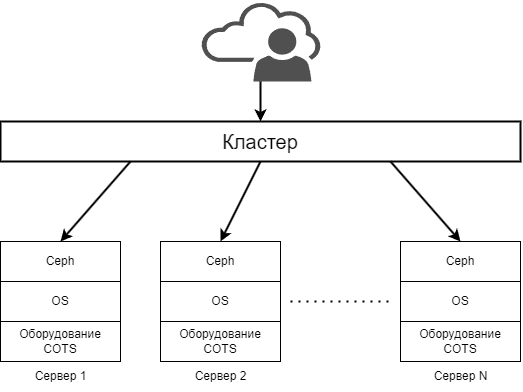 Кластер
Ceph
OS
Оборудование
COTS
Сервер 1
Ceph
OS
Оборудование
COTS
Сервер 2
Ceph
OS
Оборудование
COTS
Сервер N